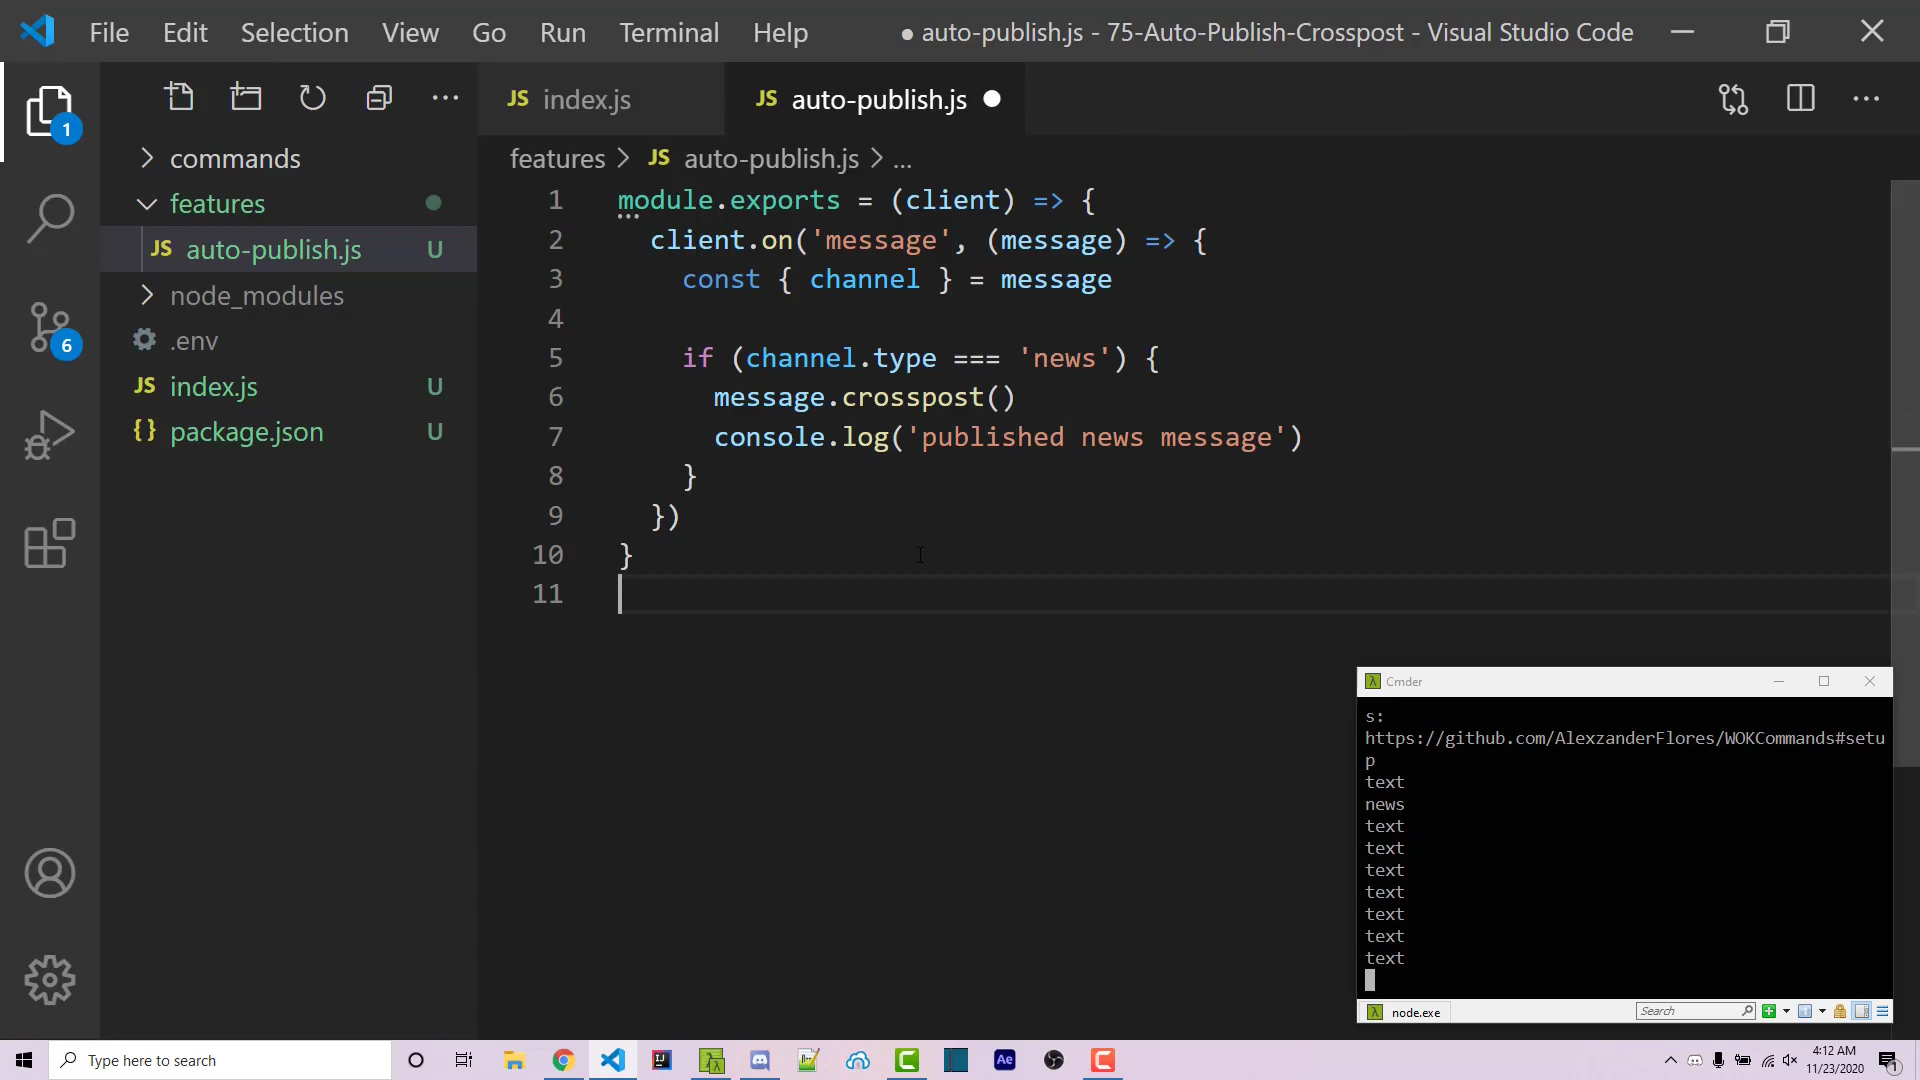 File Edit Selection View Go Run Terminal Help
● auto-publish.js - 75-Auto-Publish-Crosspost - Visual Studio Code
1
6
commands
features
JS auto-publish.js U
node_modules
.env
JS index.js U
{} package.json U
JS index.js
JS auto-publish.js
features > JS auto-publish.js > ...
1 module.exports = (client) => {
2 client.on('message', (message) => {
3 const { channel } = message
4
5 if (channel.type === 'news') {
6 message.crosspost()
7 console.log('published news message')
8 }
9 })
10 }
11
Cmder
s:
https://github.com/AlexzanderFlores/WOKCommands#setu
p
text
news
text
text
text
text
text
text
text
node.exe
Search
Type here to search
Ae
4:12 AM
11/23/2020
1